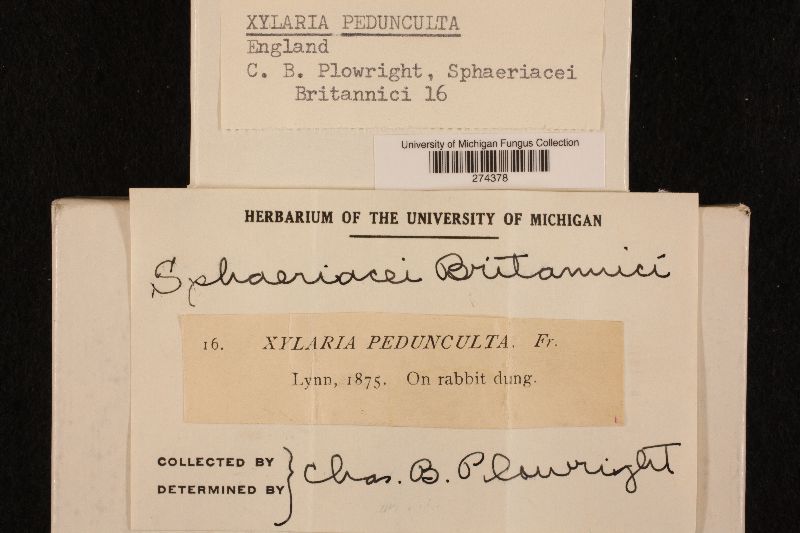 XYLARIA PEDUNCULTA
England
C. B. Plowright, Sphaeriacei
Britannici 16
University of Michigan Fungus Collection
274378
HERBARIUM OF THE UNIVERSITY OF MICHIGAN
Sphaeriacei Britannici
16. XYLARIA PEDUNCULTA. Fr.
Lynn, 1875. On rabbit dung.
COLLECTED BY
DETERMINED BY } Chas. B. Plowright